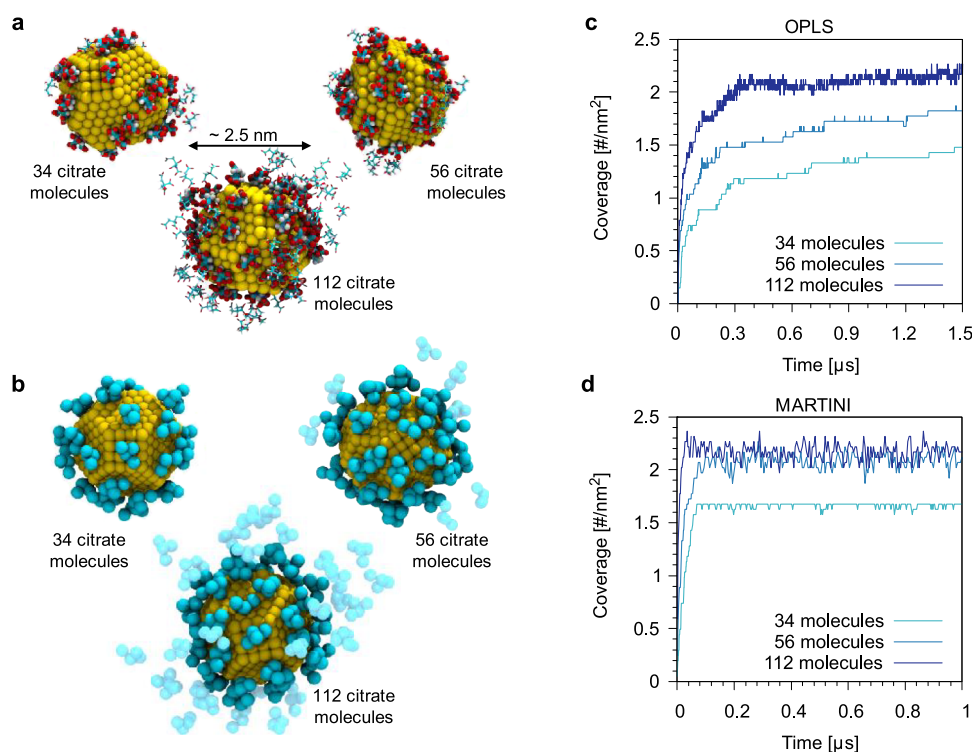 a
34 citrate
molecules
~ 2.5 nm
56 citrate
molecules
112 citrate
molecules
b
34 citrate
molecules
56 citrate
molecules
112 citrate
molecules
c
OPLS
Coverage [#/nm²]
2.5
2
1.5
1
0.5
0
34 molecules
56 molecules
112 molecules
0 0.3 0.6 0.9 1.2 1.5
Time [µs]
d
MARTINI
Coverage [#/nm²]
2.5
2
1.5
1
0.5
0
34 molecules
56 molecules
112 molecules
0 0.2 0.4 0.6 0.8 1
Time [µs]